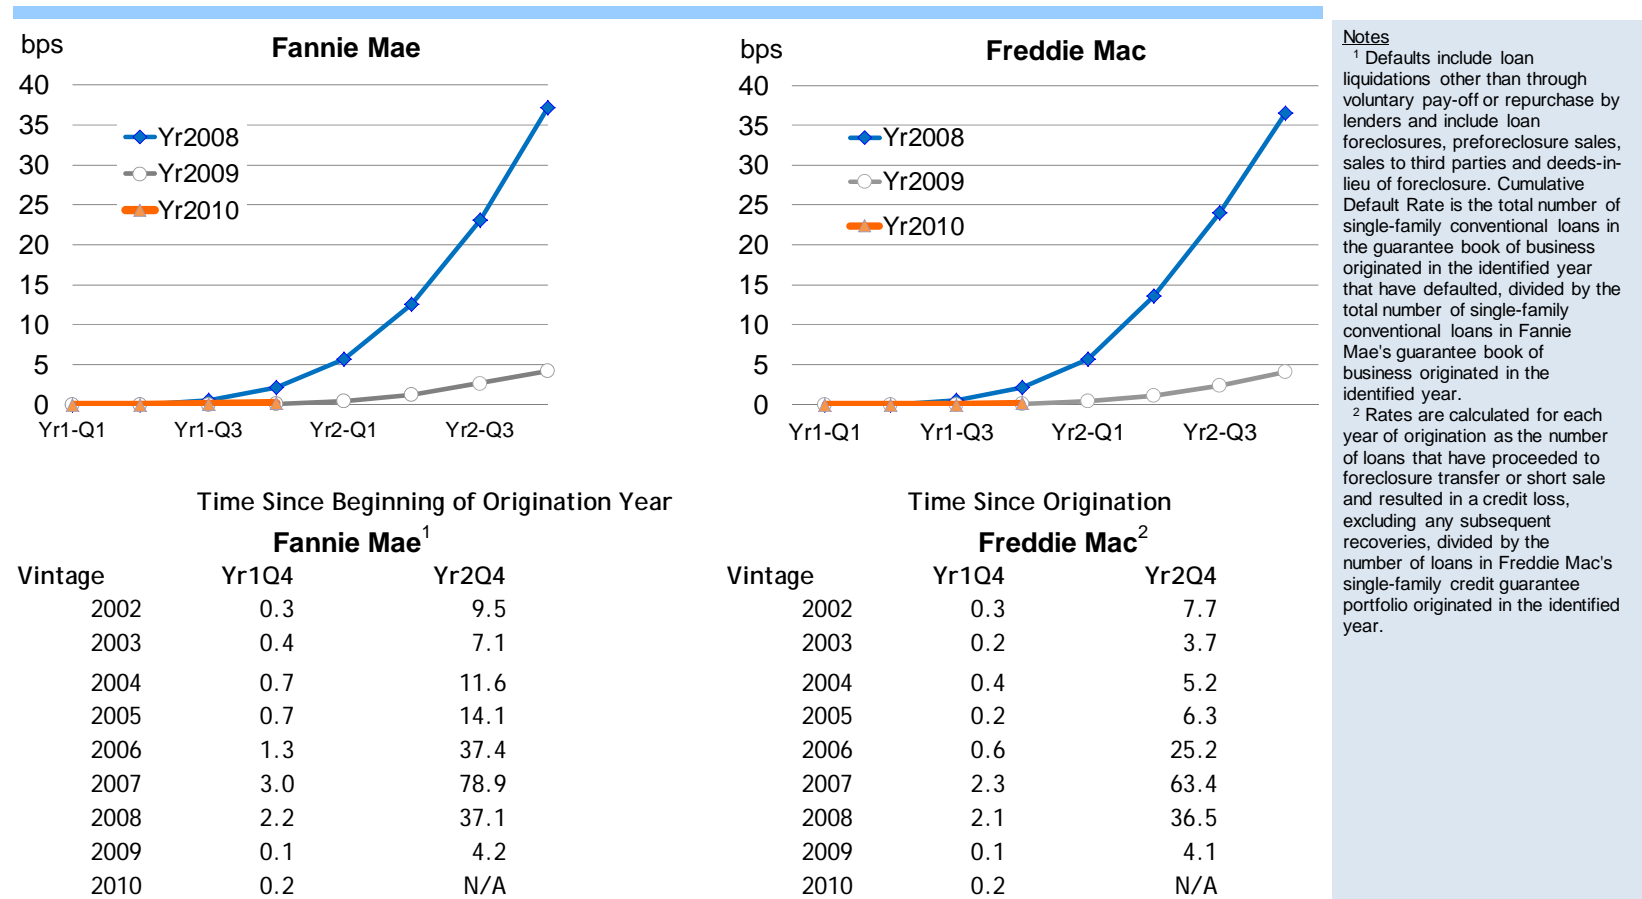 bps
Fannie Mae
40
35
30
25
20
15
10
5
0
Yr2008
Yr2009
Yr2010
Yr1-Q1 Yr1-Q3 Yr2-Q1 Yr2-Q3
Time Since Beginning of Origination Year
bps
Freddie Mac
40
35
30
25
20
15
10
5
0
Yr2008
Yr2009
Yr2010
Yr1-Q1 Yr1-Q3 Yr2-Q1 Yr2-Q3
Time Since Origination
Fannie Mae1
Vintage Yr1Q4 Yr2Q4
2002 0.3 9.5
2003 0.4 7.1
2004 0.7 11.6
2005 0.7 14.1
2006 1.3 37.4
2007 3.0 78.9
2008 2.2 37.1
2009 0.1 4.2
2010 0.2 N/A
Freddie Mac2
Vintage Yr1Q4 Yr2Q4
2002 0.3 7.7
2003 0.2 3.7
2004 0.4 5.2
2005 0.2 6.3
2006 0.6 25.2
2007 2.3 63.4
2008 2.1 36.5
2009 0.1 4.1
2010 0.2 N/A
Notes
1 Defaults include loan
liquidations other than through
voluntary pay-off or repurchase by
lenders and include loan
foreclosures, preforeclosure sales,
sales to third parties and deeds-in-
lieu of foreclosure. Cumulative
Default Rate is the total number of
single-family conventional loans in
the guarantee book of business
originated in the identified year
that have defaulted, divided by the
total number of single-family
conventional loans in Fannie
Mae's guarantee book of
business originated in the
identified year.
2 Rates are calculated for each
year of origination as the number
of loans that have proceeded to
foreclosure transfer or short sale
and resulted in a credit loss,
excluding any subsequent
recoveries, divided by the
number of loans in Freddie Mac's
single-family credit guarantee
portfolio originated in the identified
year.